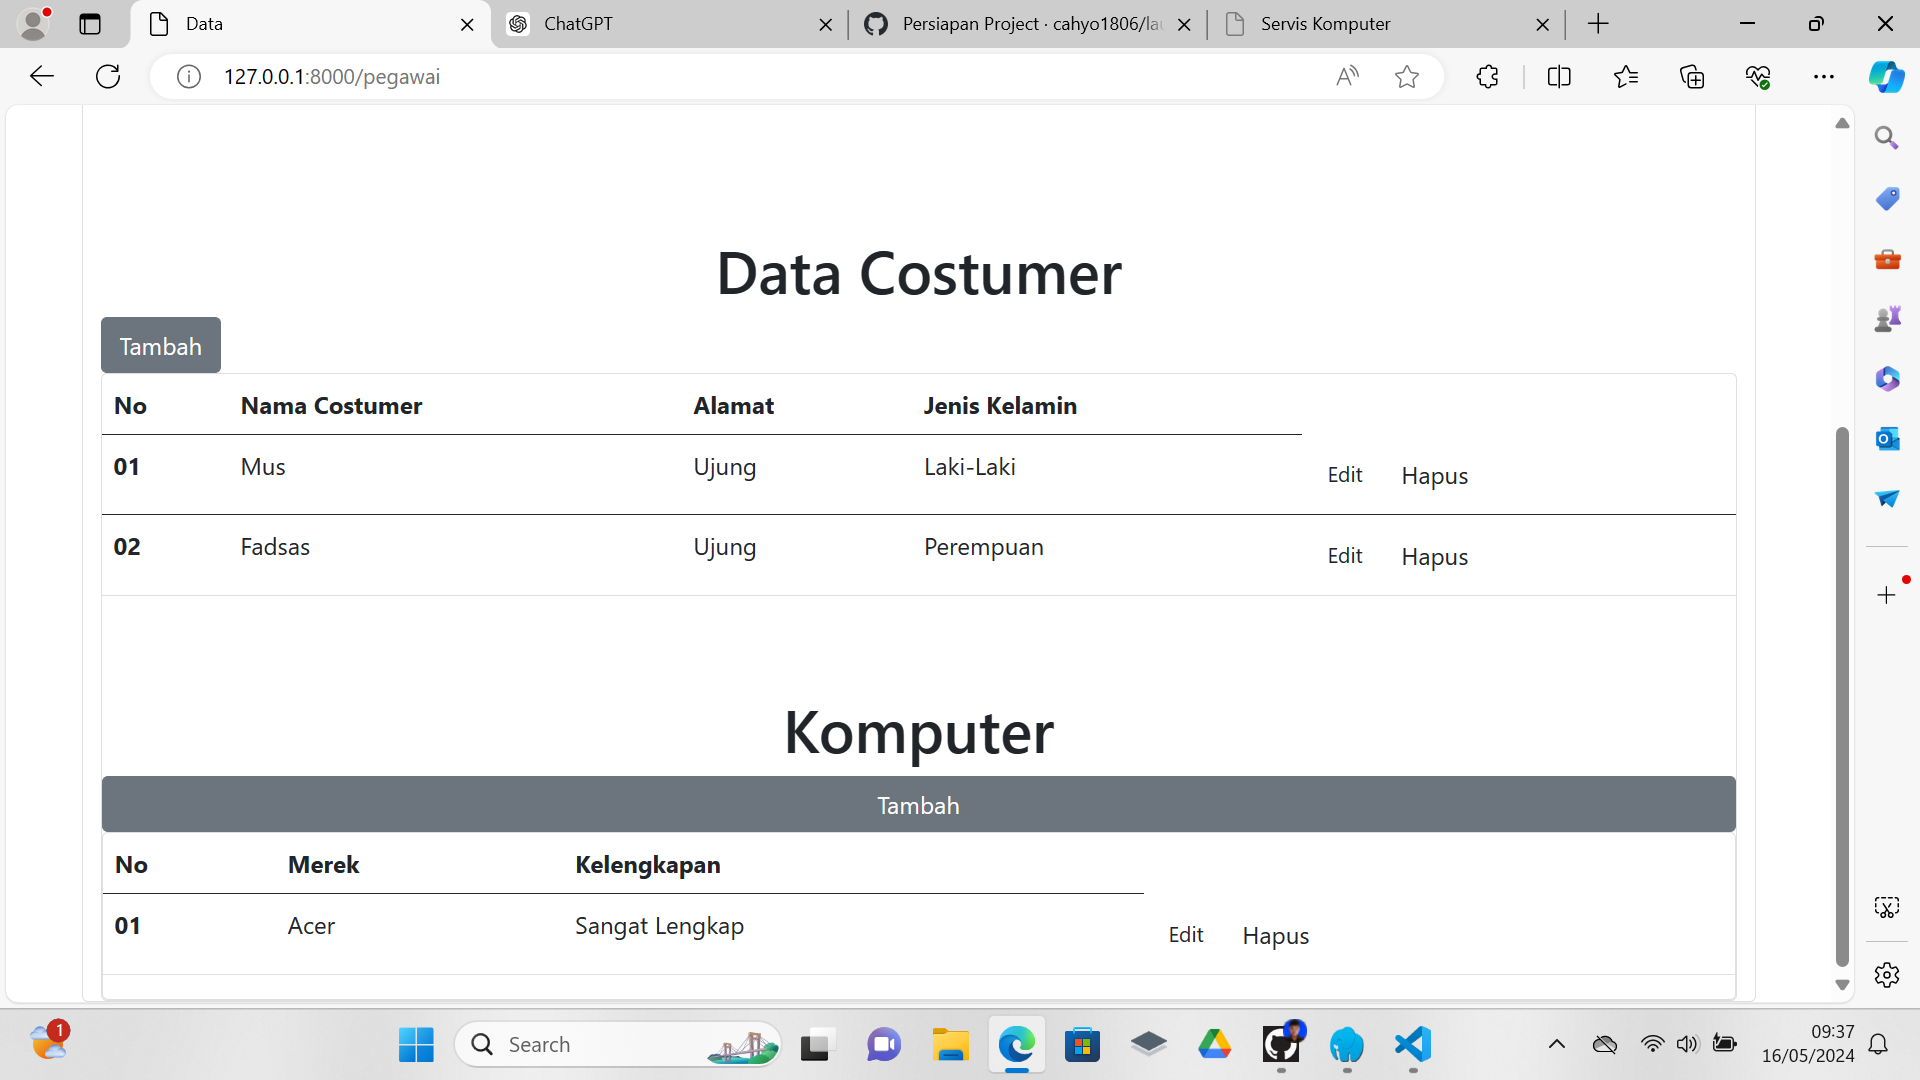 Data
ChatGPT
Persiapan Project · cahyo1806/lau
Servis Komputer
127.0.0.1:8000/pegawai
Data Costumer
Tambah
No Nama Costumer Alamat Jenis Kelamin
01 Mus Ujung Laki-Laki Edit Hapus
02 Fadsas Ujung Perempuan Edit Hapus
Komputer
Tambah
No Merek Kelengkapan
01 Acer Sangat Lengkap Edit Hapus
1
Search
09:37
16/05/2024